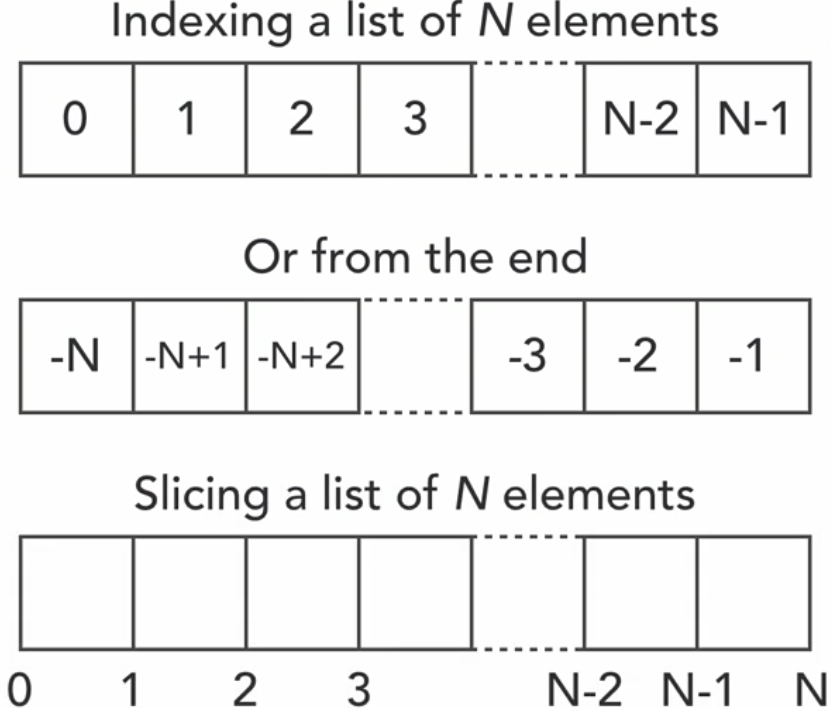 Indexing a list of N elements
0 1 2 3 N-2 N-1
Or from the end
-N -N+1 -N+2 -3 -2 -1
Slicing a list of N elements
0 1 2 3 N-2 N-1 N